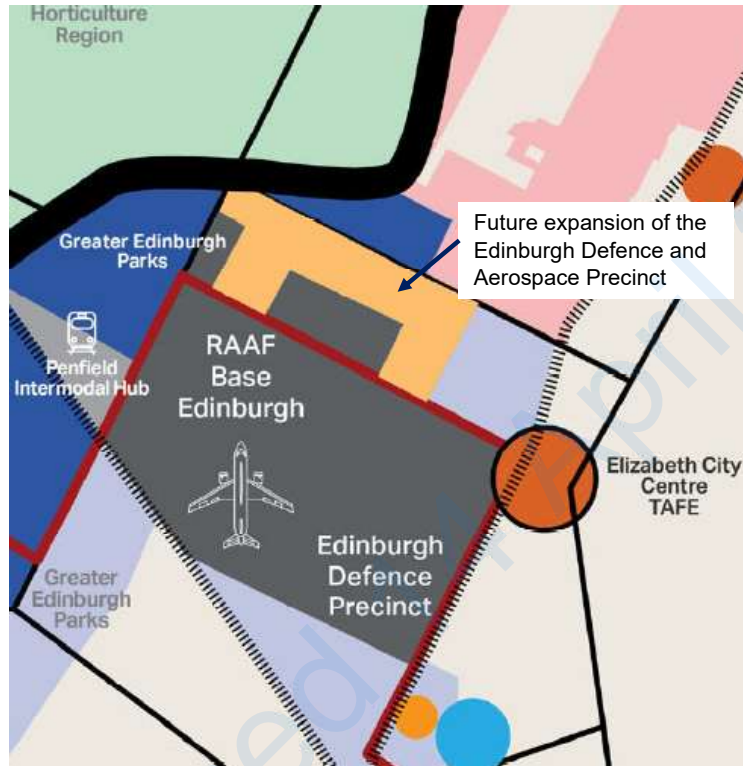 Horticulture
Region
Future expansion of the
Edinburgh Defence and
Aerospace Precinct
Greater Edinburgh
Parks
RAAF
Base
Edinburgh
Penfield
Intermodal Hub
Elizabeth City
Centre
TAFE
Edinburgh
Defence
Precinct
Greater
Edinburgh
Parks
April